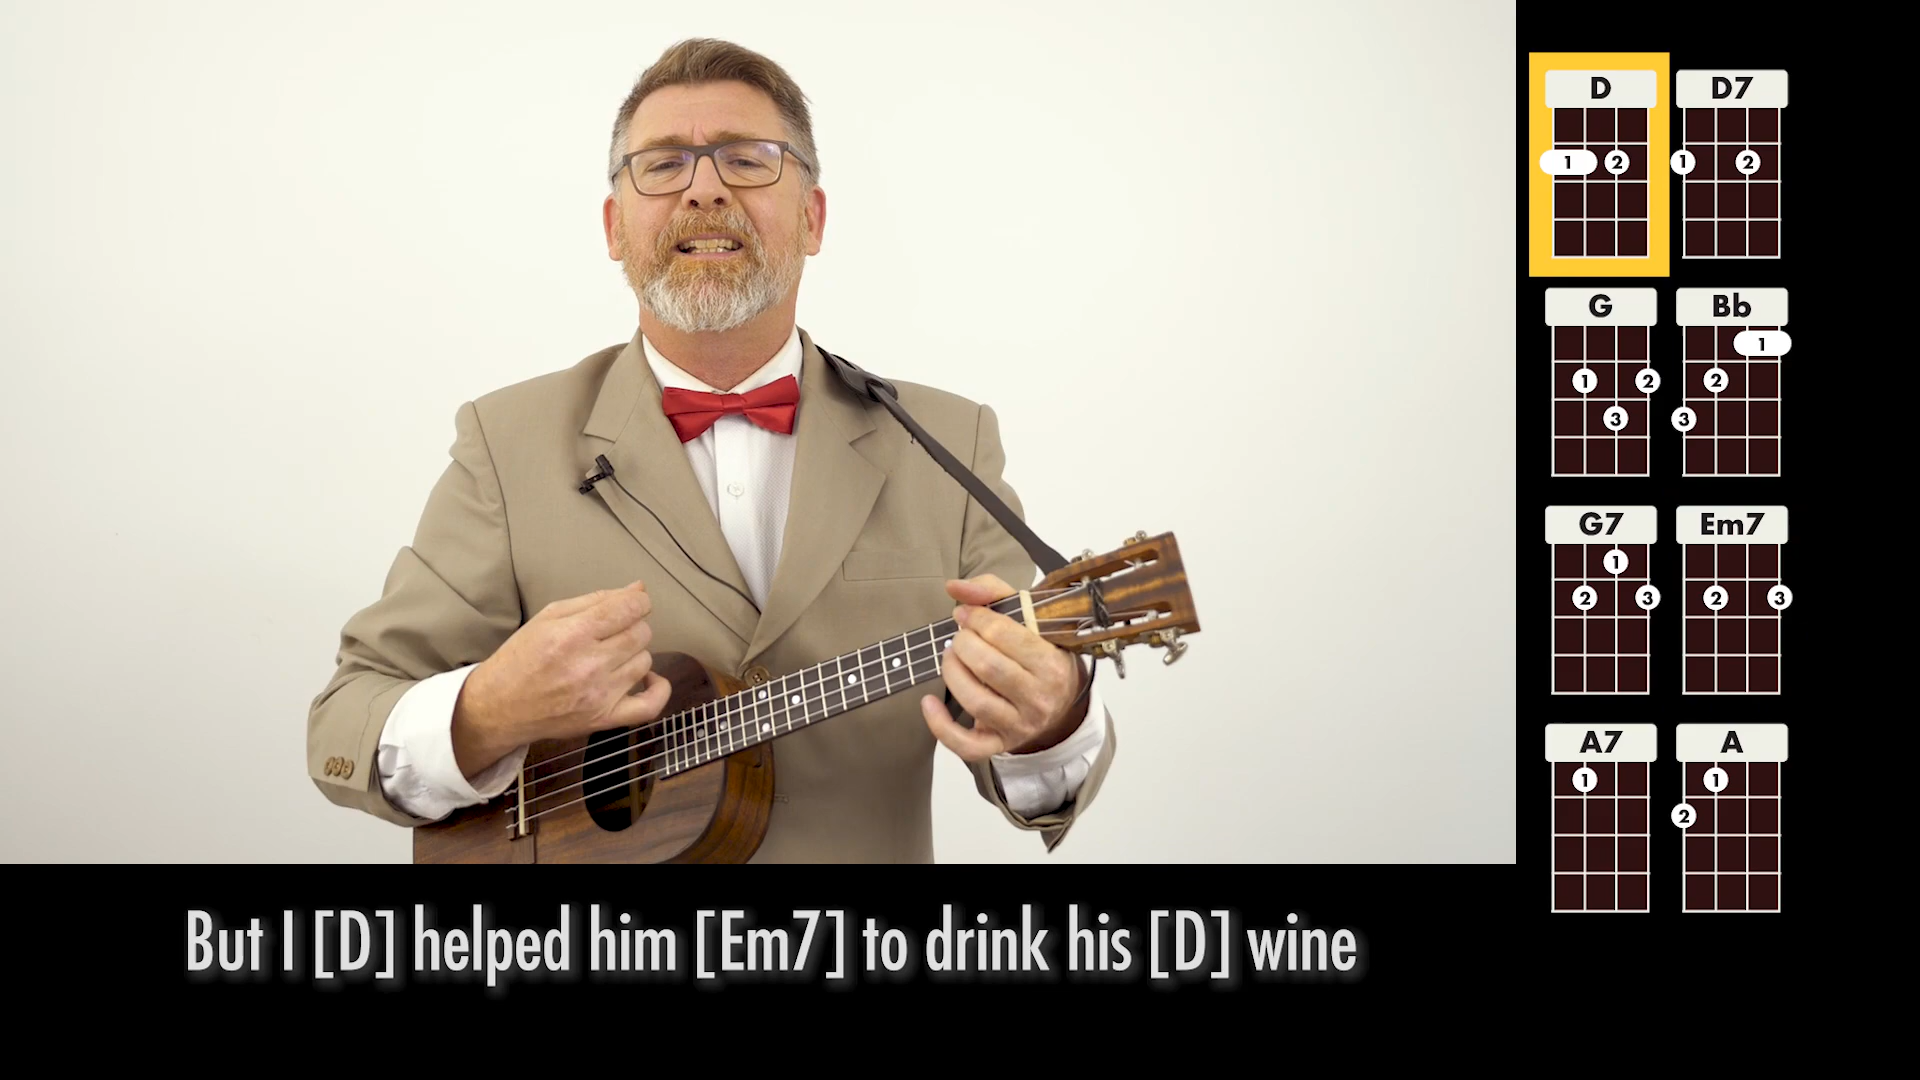 D D7
1 2 1 2
G Bb
1
1 2 2
3 3
G7 Em7
1
2 3 2 3
A7 A
1 1
2
But I [D] helped him [Em7] to drink his [D] wine